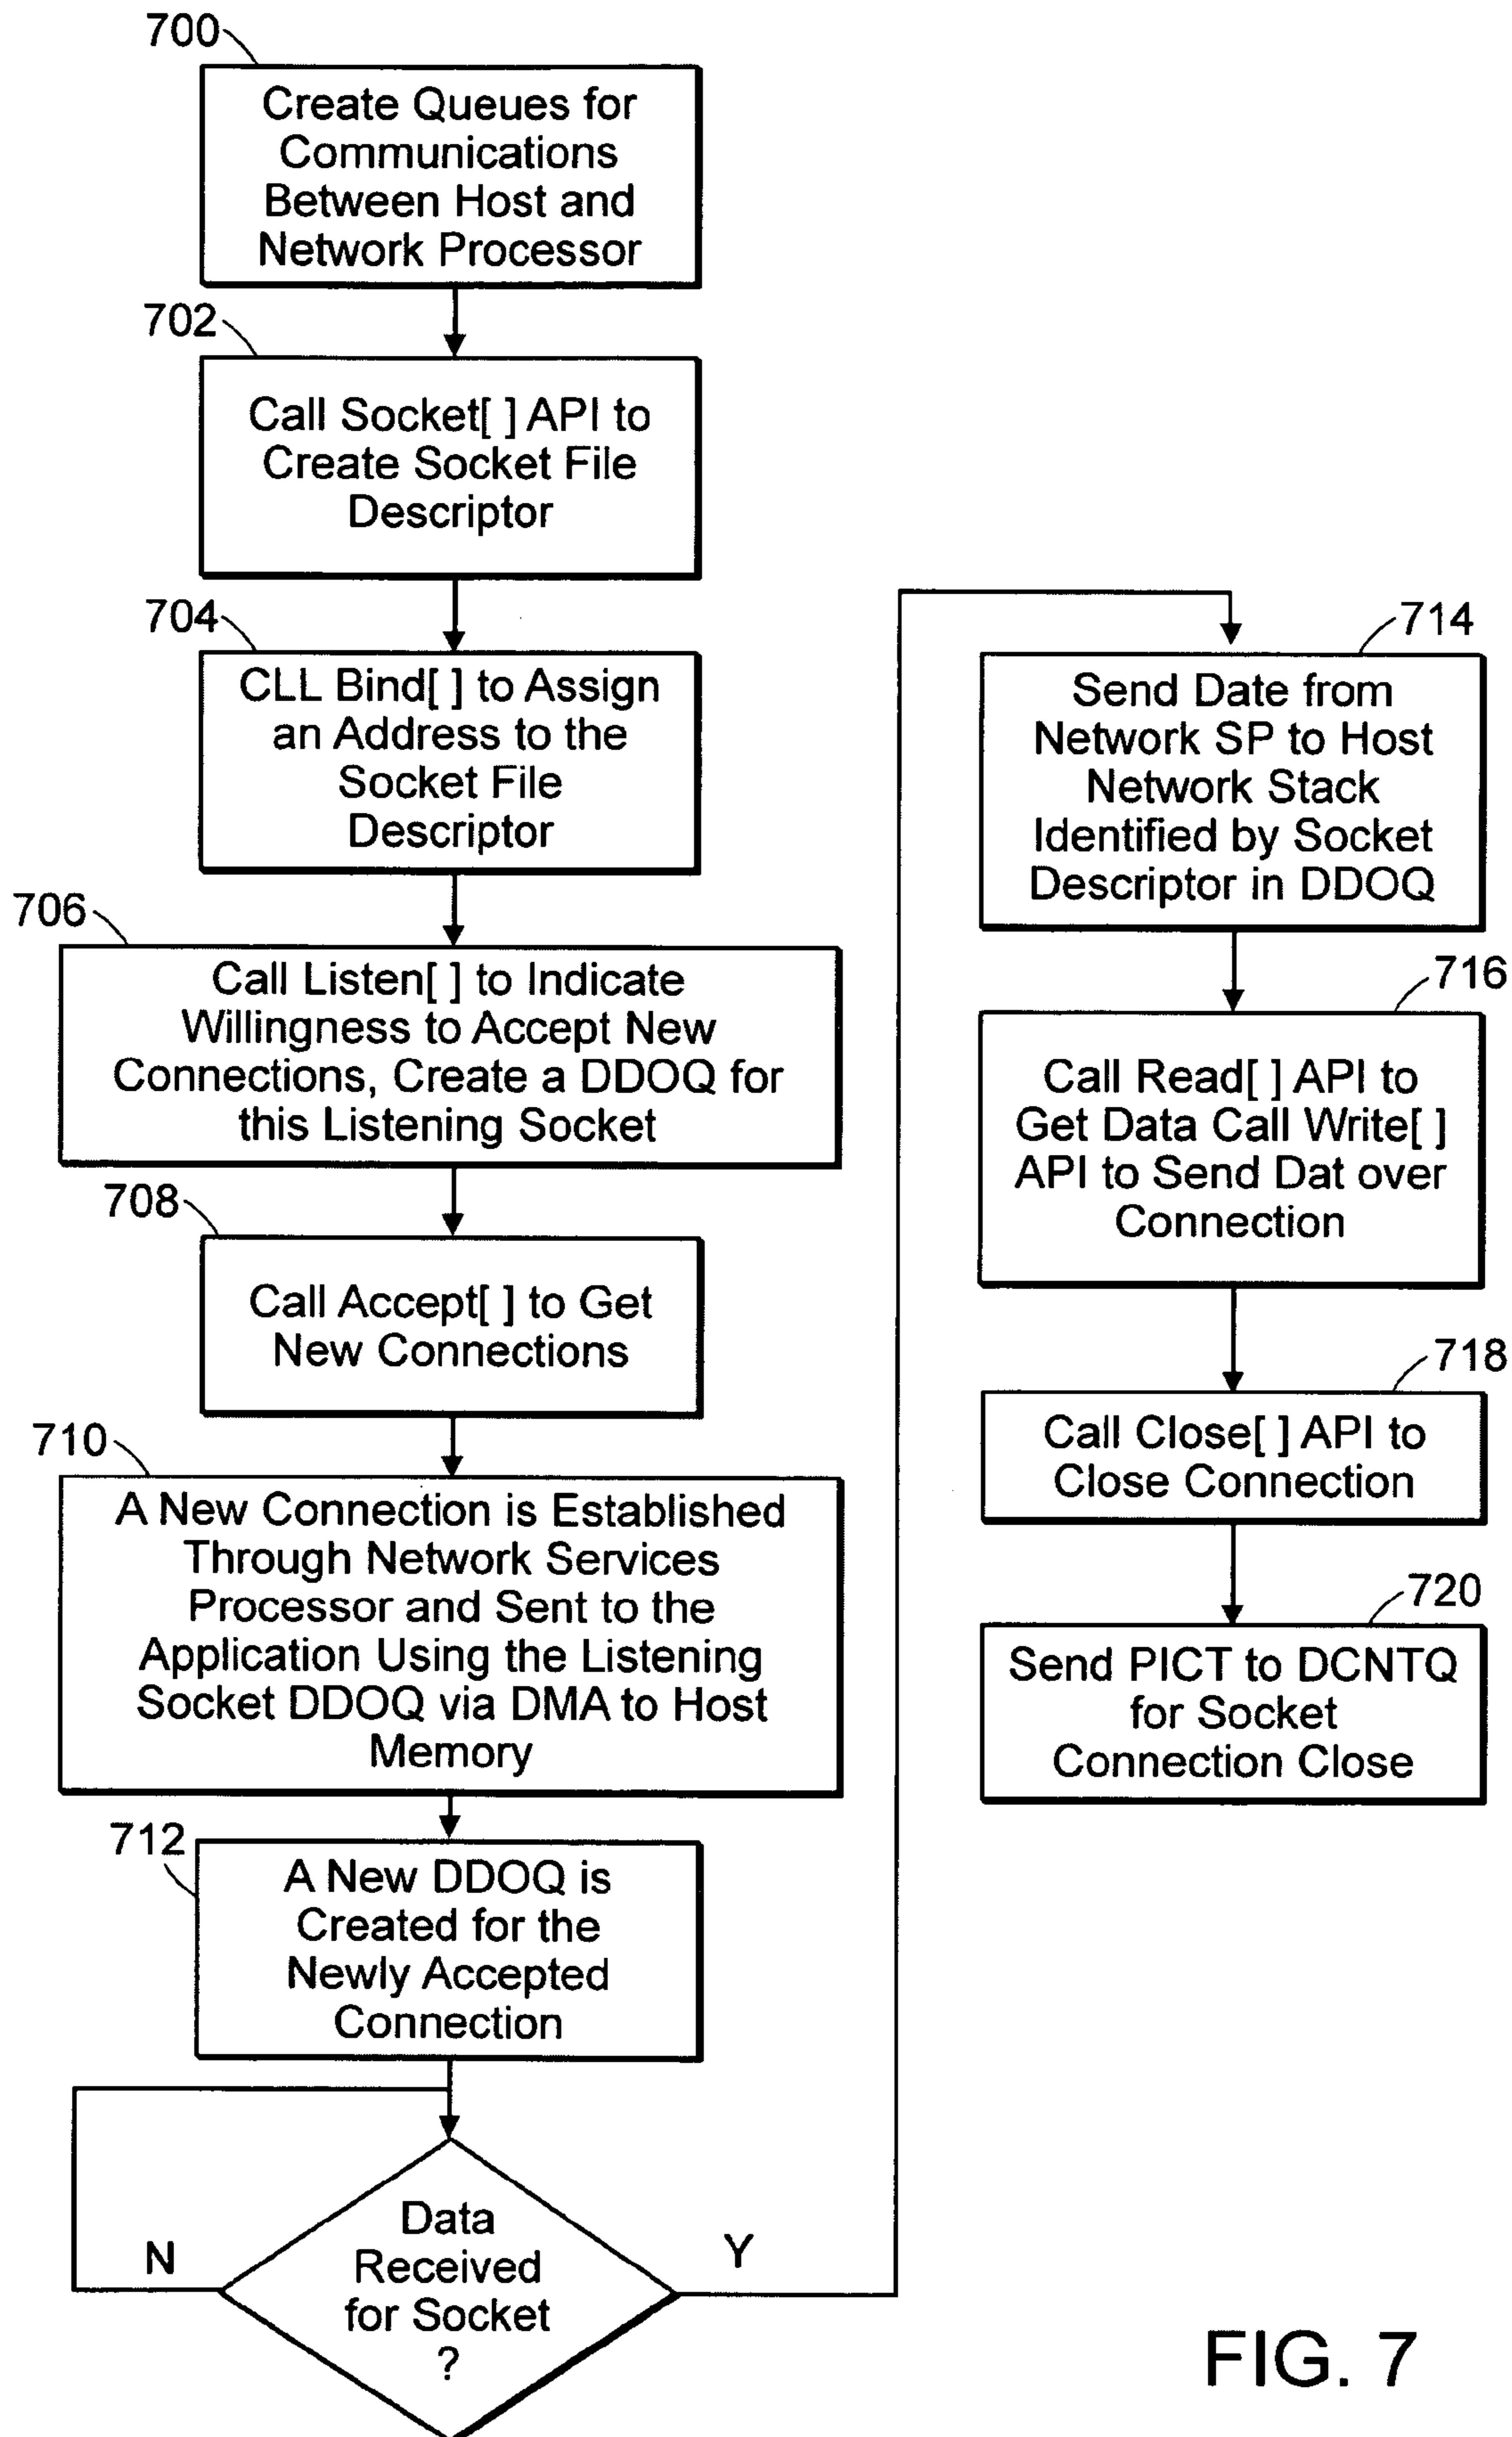 700
Create Queues for
Communications
Between Host and
Network Processor
702
Call Socket[ ] API to
Create Socket File
Descriptor
704
CLL Bind[ ] to Assign
an Address to the
Socket File
Descriptor
706
Call Listen[ ] to Indicate
Willingness to Accept New
Connections, Create a DDOQ for
this Listening Socket
708
Call Accept[ ] to Get
New Connections
710
A New Connection is Established
Through Network Services
Processor and Sent to the
Application Using the Listening
Socket DDOQ via DMA to Host
Memory
712
A New DDOQ is
Created for the
Newly Accepted
Connection
Data
Received
for Socket
?
N
Y
714
Send Date from
Network SP to Host
Network Stack
Identified by Socket
Descriptor in DDOQ
716
Call Read[ ] API to
Get Data Call Write[ ]
API to Send Dat over
Connection
718
Call Close[ ] API to
Close Connection
720
Send PICT to DCNTQ
for Socket
Connection Close
FIG. 7